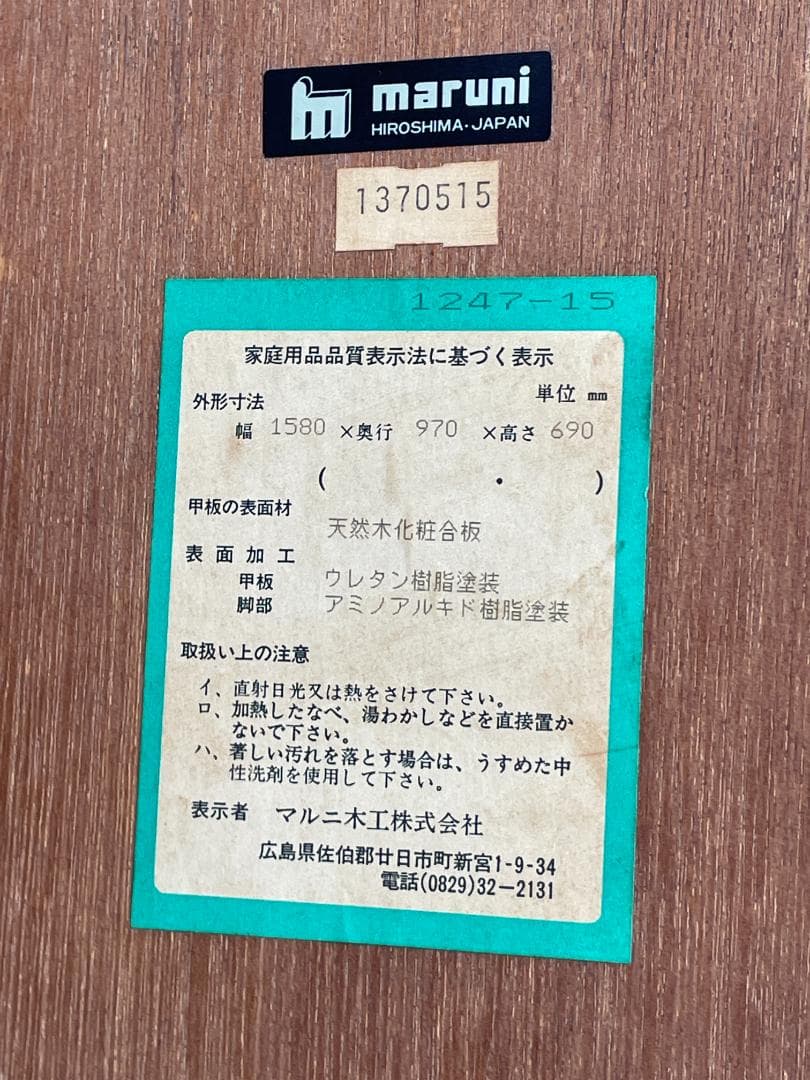 maruni
HIROSHIMA・JAPAN
1370515
1247-15
家庭用品品質表示法に基づく表示
単位 mm
外形寸法
幅 1580 ×奥行 970 ×高さ 690
( ・ )
甲板の表面材
天然木化粧合板
表面加工
甲板 ウレタン樹脂塗装
脚部 アミノアルキド樹脂塗装
取扱い上の注意
イ、直射日光又は熱をさけて下さい。
ロ、加熱したなべ、湯わかしなどを直接置か
ないで下さい。
ハ、著しい汚れを落とす場合は、うすめた中
性洗剤を使用して下さい。
表示者 マルニ木工株式会社
広島県佐伯郡廿日市町新宮1-9-34
電話(0829)32-2131